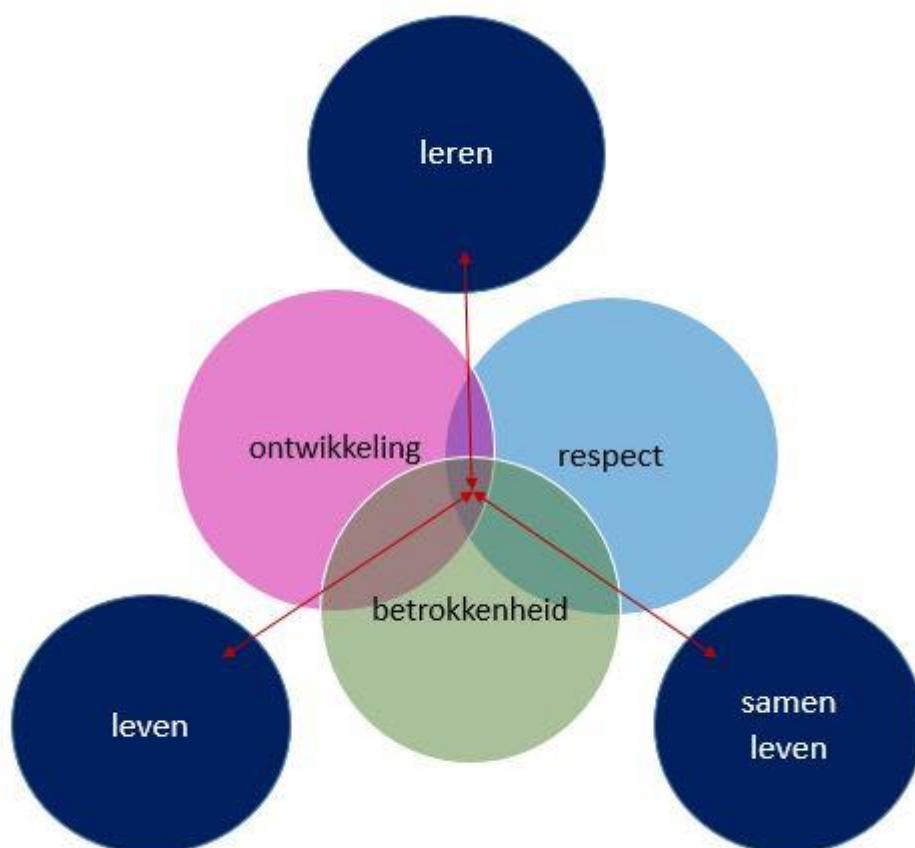 leren
ontwikkeling
respect
betrokkenheid
leven
samen
leven